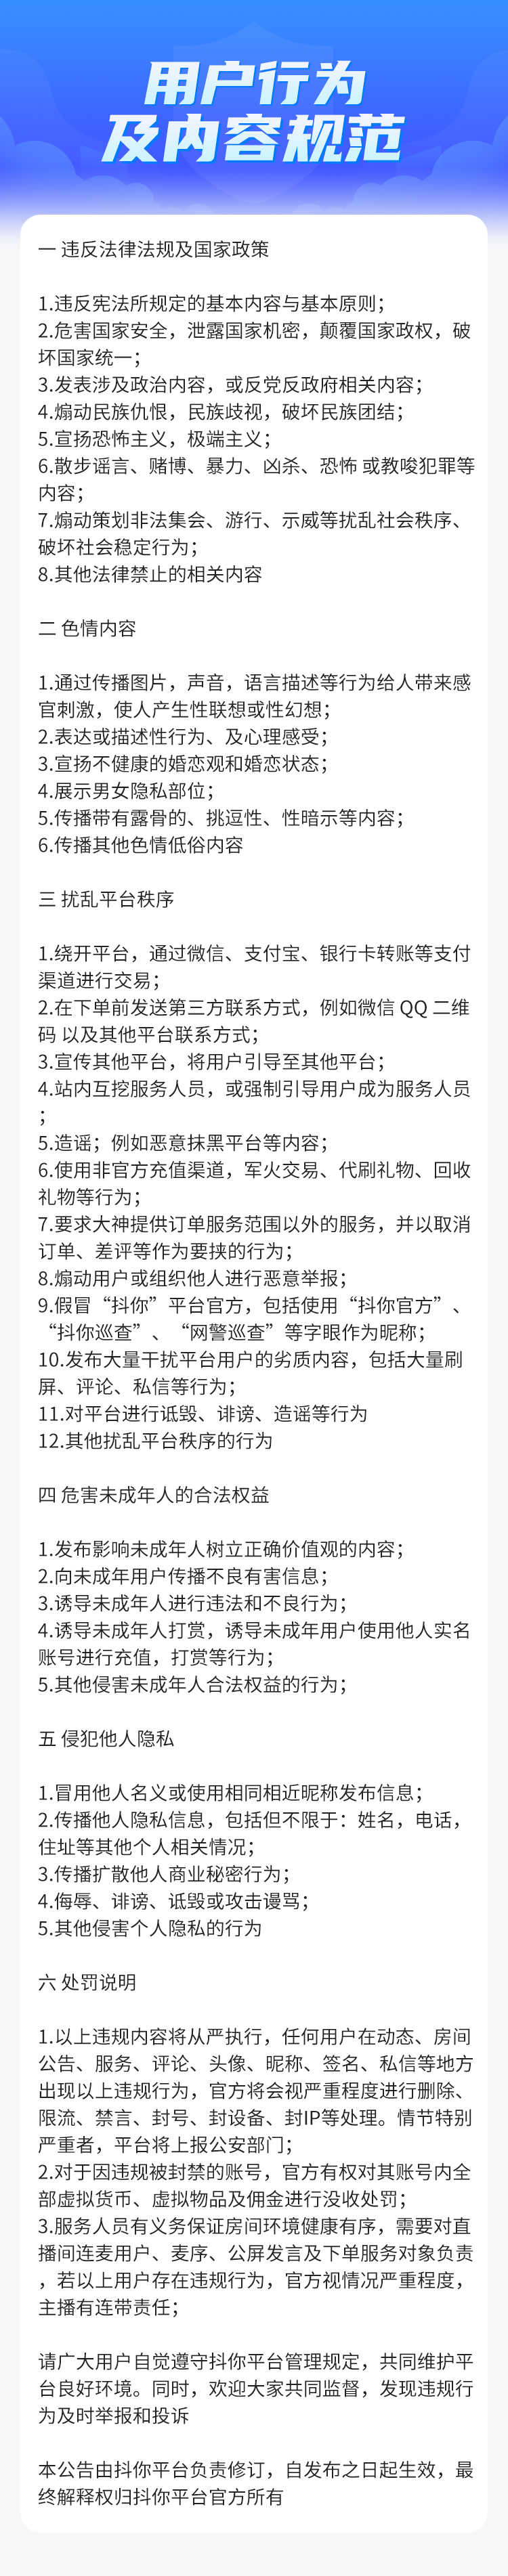 用户行为
及内容规范
一 违反法律法规及国家政策
1.违反宪法所规定的基本内容与基本原则；
2.危害国家安全，泄露国家机密，颠覆国家政权，破
坏国家统一；
3.发表涉及政治内容，或反党反政府相关内容；
4.煽动民族仇恨，民族歧视，破坏民族团结；
5.宣扬恐怖主义，极端主义；
6.散步谣言、赌博、暴力、凶杀、恐怖 或教唆犯罪等
内容；
7.煽动策划非法集会、游行、示威等扰乱社会秩序、
破坏社会稳定行为；
8.其他法律禁止的相关内容
二 色情内容
1.通过传播图片，声音，语言描述等行为给人带来感
官刺激，使人产生性联想或性幻想；
2.表达或描述性行为、及心理感受；
3.宣扬不健康的婚恋观和婚恋状态；
4.展示男女隐私部位；
5.传播带有露骨的、挑逗性、性暗示等内容；
6.传播其他色情低俗内容
三 扰乱平台秩序
1.绕开平台，通过微信、支付宝、银行卡转账等支付
渠道进行交易；
2.在下单前发送第三方联系方式，例如微信 QQ 二维
码 以及其他平台联系方式；
3.宣传其他平台，将用户引导至其他平台；
4.站内互挖服务人员，或强制引导用户成为服务人员
；
5.造谣；例如恶意抹黑平台等内容；
6.使用非官方充值渠道，军火交易、代刷礼物、回收
礼物等行为；
7.要求大神提供订单服务范围以外的服务，并以取消
订单、差评等作为要挟的行为；
8.煽动用户或组织他人进行恶意举报；
9.假冒“抖你”平台官方，包括使用“抖你官方”、
“抖你巡查”、“网警巡查”等字眼作为昵称；
10.发布大量干扰平台用户的劣质内容，包括大量刷
屏、评论、私信等行为；
11.对平台进行诋毁、诽谤、造谣等行为
12.其他扰乱平台秩序的行为
四 危害未成年人的合法权益
1.发布影响未成年人树立正确价值观的内容；
2.向未成年用户传播不良有害信息；
3.诱导未成年人进行违法和不良行为；
4.诱导未成年人打赏，诱导未成年用户使用他人实名
账号进行充值，打赏等行为；
5.其他侵害未成年人合法权益的行为；
五 侵犯他人隐私
1.冒用他人名义或使用相同相近昵称发布信息；
2.传播他人隐私信息，包括但不限于：姓名，电话，
住址等其他个人相关情况；
3.传播扩散他人商业秘密行为；
4.侮辱、诽谤、诋毁或攻击谩骂；
5.其他侵害个人隐私的行为
六 处罚说明
1.以上违规内容将从严执行，任何用户在动态、房间
公告、服务、评论、头像、昵称、签名、私信等地方
出现以上违规行为，官方将会视严重程度进行删除、
限流、禁言、封号、封设备、封IP等处理。情节特别
严重者，平台将上报公安部门；
2.对于因违规被封禁的账号，官方有权对其账号内全
部虚拟货币、虚拟物品及佣金进行没收处罚；
3.服务人员有义务保证房间环境健康有序，需要对直
播间连麦用户、麦序、公屏发言及下单服务对象负责
，若以上用户存在违规行为，官方视情况严重程度，
主播有连带责任；
请广大用户自觉遵守抖你平台管理规定，共同维护平
台良好环境。同时，欢迎大家共同监督，发现违规行
为及时举报和投诉
本公告由抖你平台负责修订，自发布之日起生效，最
终解释权归抖你平台官方所有